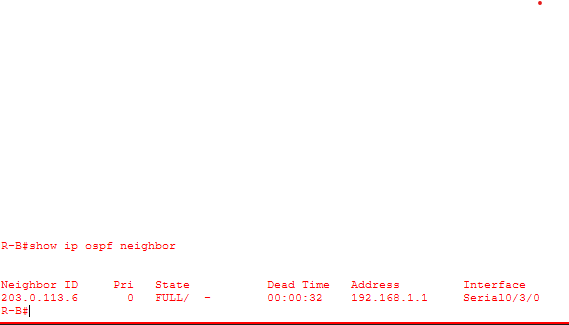 R-B#show ip ospf neighbor
Neighbor ID     Pri   State           Dead Time   Address         Interface
203.0.113.6       0   FULL/  -        00:00:32    192.168.1.1     Serial0/3/0
R-B#